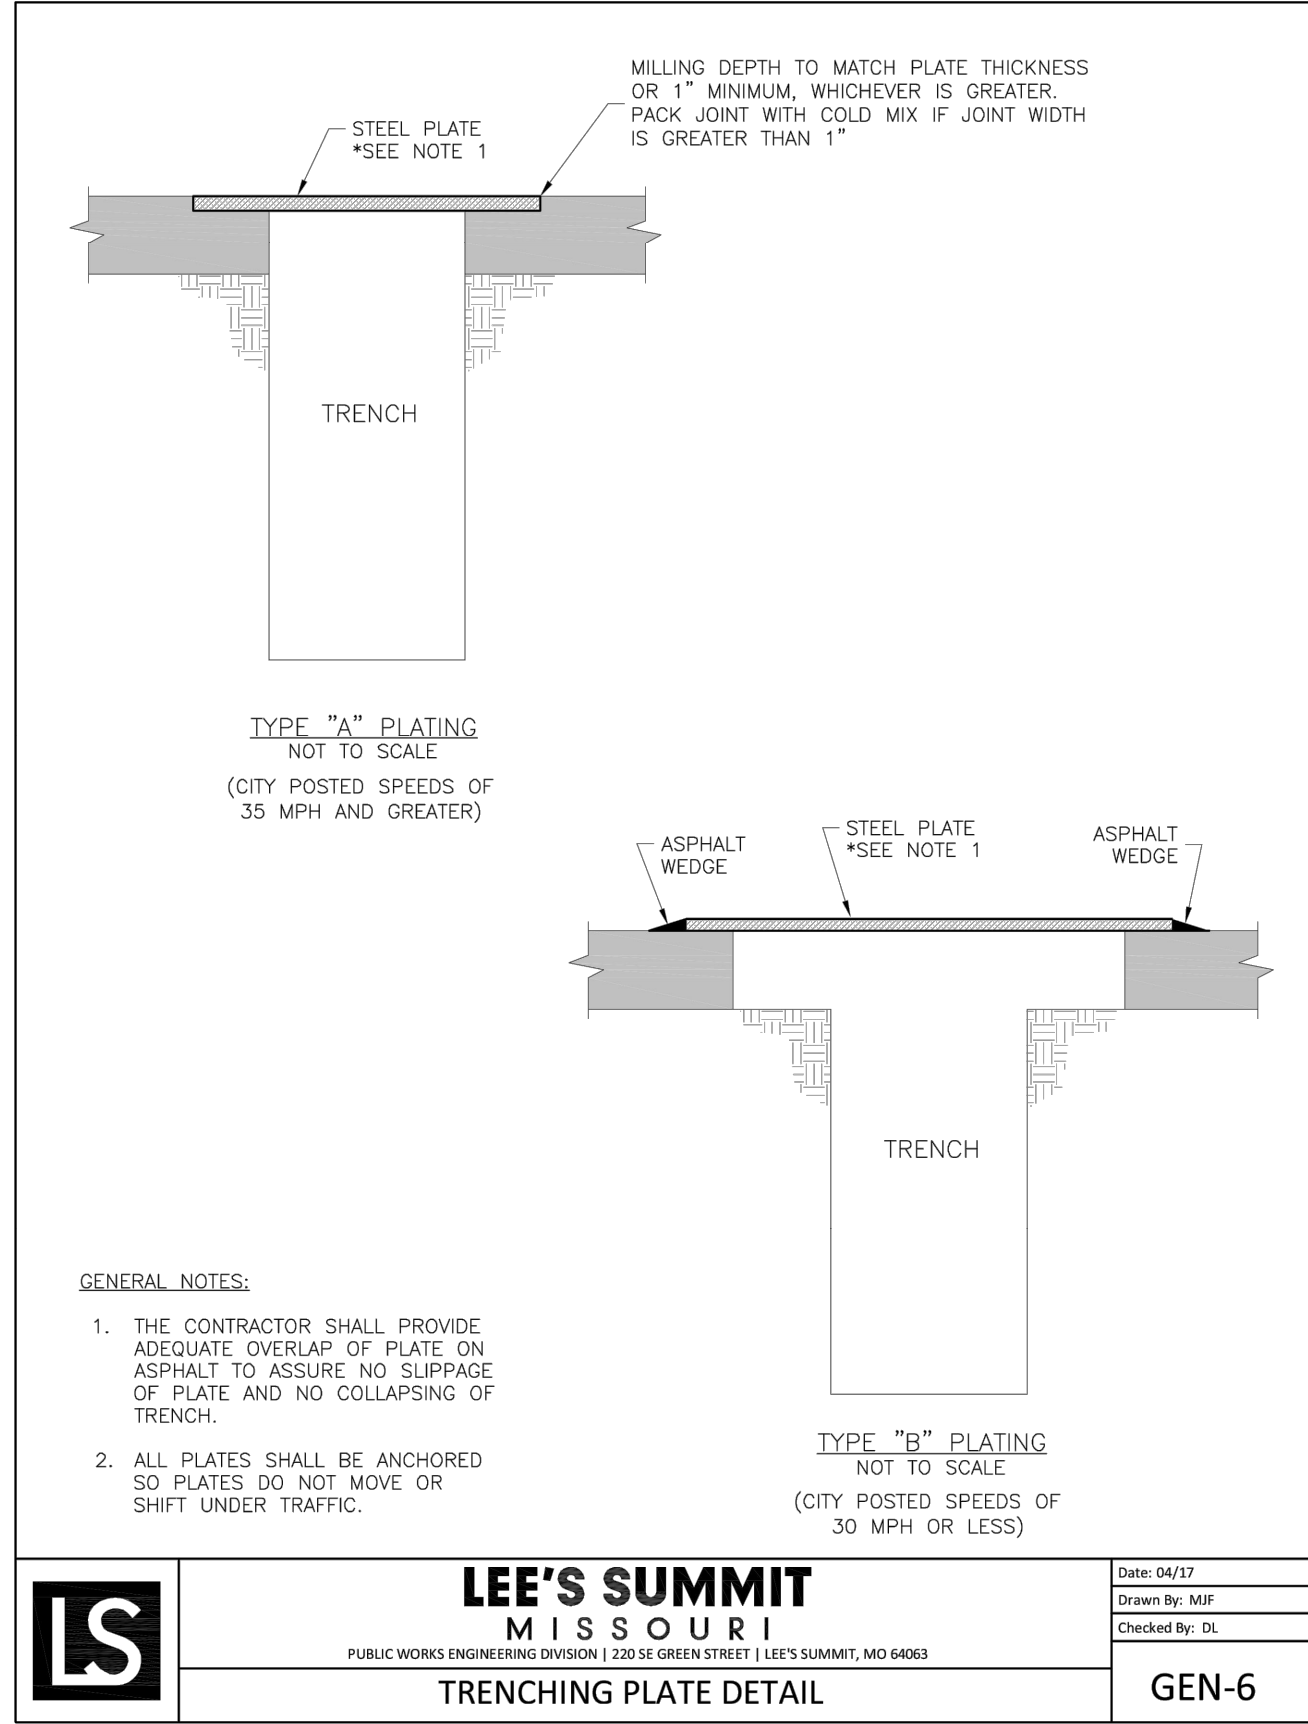 MILLING DEPTH TO MATCH PLATE THICKNESS
OR 1” MINIMUM, WHICHEVER IS GREATER.
PACK JOINT WITH COLD MIX IF JOINT WIDTH
IS GREATER THAN 1”
STEEL PLATE
*SEE NOTE 1
TRENCH
TYPE ”A” PLATING
NOT TO SCALE
(CITY POSTED SPEEDS OF
35 MPH AND GREATER)
ASPHALT
WEDGE
STEEL PLATE
*SEE NOTE 1
ASPHALT
WEDGE
TRENCH
TYPE ”B” PLATING
NOT TO SCALE
(CITY POSTED SPEEDS OF
30 MPH OR LESS)
GENERAL NOTES:
1. THE CONTRACTOR SHALL PROVIDE
ADEQUATE OVERLAP OF PLATE ON
ASPHALT TO ASSURE NO SLIPPAGE
OF PLATE AND NO COLLAPSING OF
TRENCH.
2. ALL PLATES SHALL BE ANCHORED
SO PLATES DO NOT MOVE OR
SHIFT UNDER TRAFFIC.
LS
LEE’S SUMMIT
MISSOURI
PUBLIC WORKS ENGINEERING DIVISION | 220 SE GREEN STREET | LEE'S SUMMIT, MO 64063
TRENCHING PLATE DETAIL
Date: 04/17
Drawn By: MJF
Checked By: DL
GEN-6